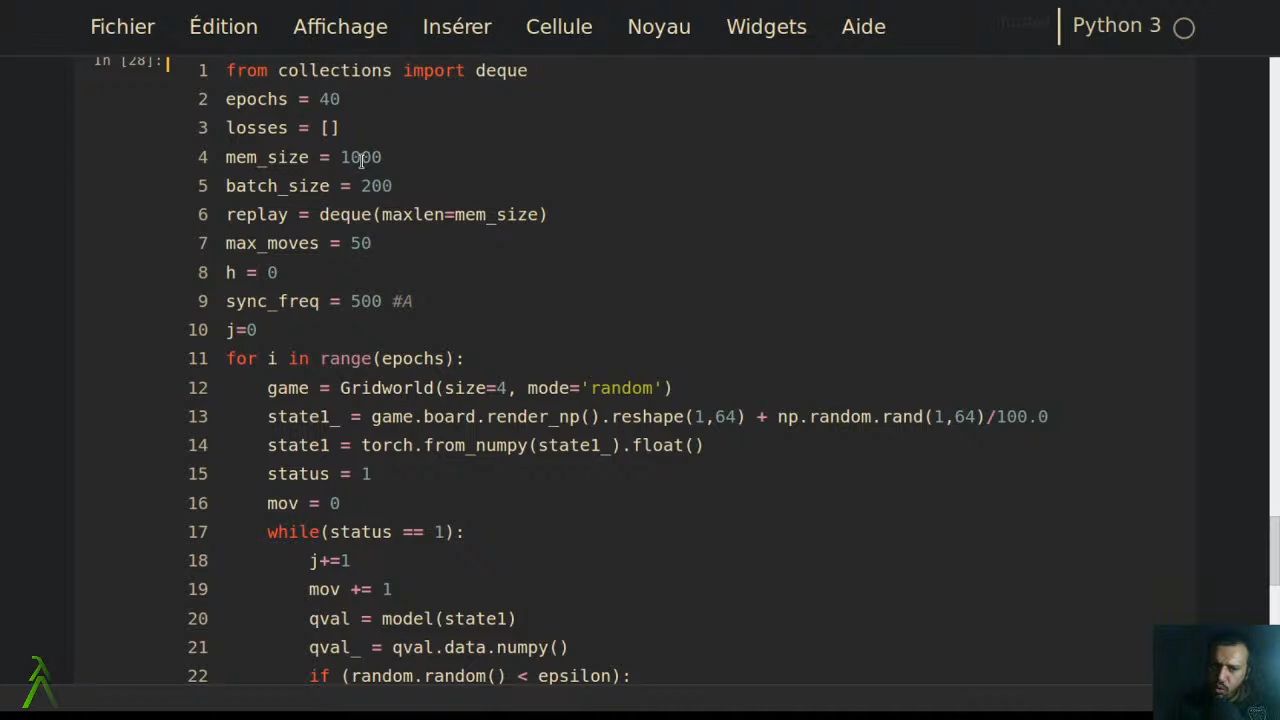 Fichier Édition Affichage Insérer Cellule Noyau Widgets Aide Python 3
In [28]:
1 from collections import deque
2 epochs = 40
3 losses = []
4 mem_size = 1000
5 batch_size = 200
6 replay = deque(maxlen=mem_size)
7 max_moves = 50
8 h = 0
9 sync_freq = 500 #A
10 j=0
11 for i in range(epochs):
12     game = Gridworld(size=4, mode='random')
13     state1_ = game.board.render_np().reshape(1,64) + np.random.rand(1,64)/100.0
14     state1 = torch.from_numpy(state1_).float()
15     status = 1
16     mov = 0
17     while(status == 1):
18         j+=1
19         mov += 1
20         qval = model(state1)
21         qval_ = qval.data.numpy()
22         if (random.random() < epsilon):